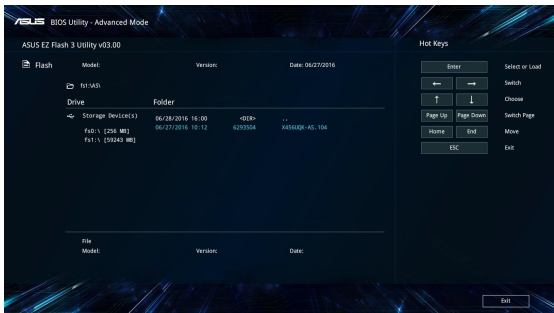 ASUS BIOS Utility - Advanced Mode
ASUS EZ Flash 3 Utility v03.00
Hot Keys
Flash
Model: Version: Date: 06/27/2016
fs1:\AS\
Drive Folder
Storage Device(s)
fs0:\ [256 MB]
fs1:\ [59243 MB]
06/28/2016 16:00 <DIR> ..
06/27/2016 10:12 6293504 X456UQK-AS.104
File
Model: Version: Date:
Enter Select or Load
← → Switch
↑ ↓ Choose
Page Up Page Down Switch Page
Home End Move
ESC Exit
Exit